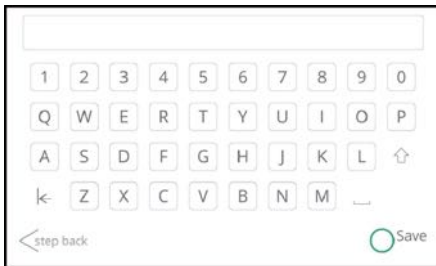 1 2 3 4 5 6 7 8 9 0
Q W E R T Y U I O P
A S D F G H J K L
Z X C V B N M
step back Save